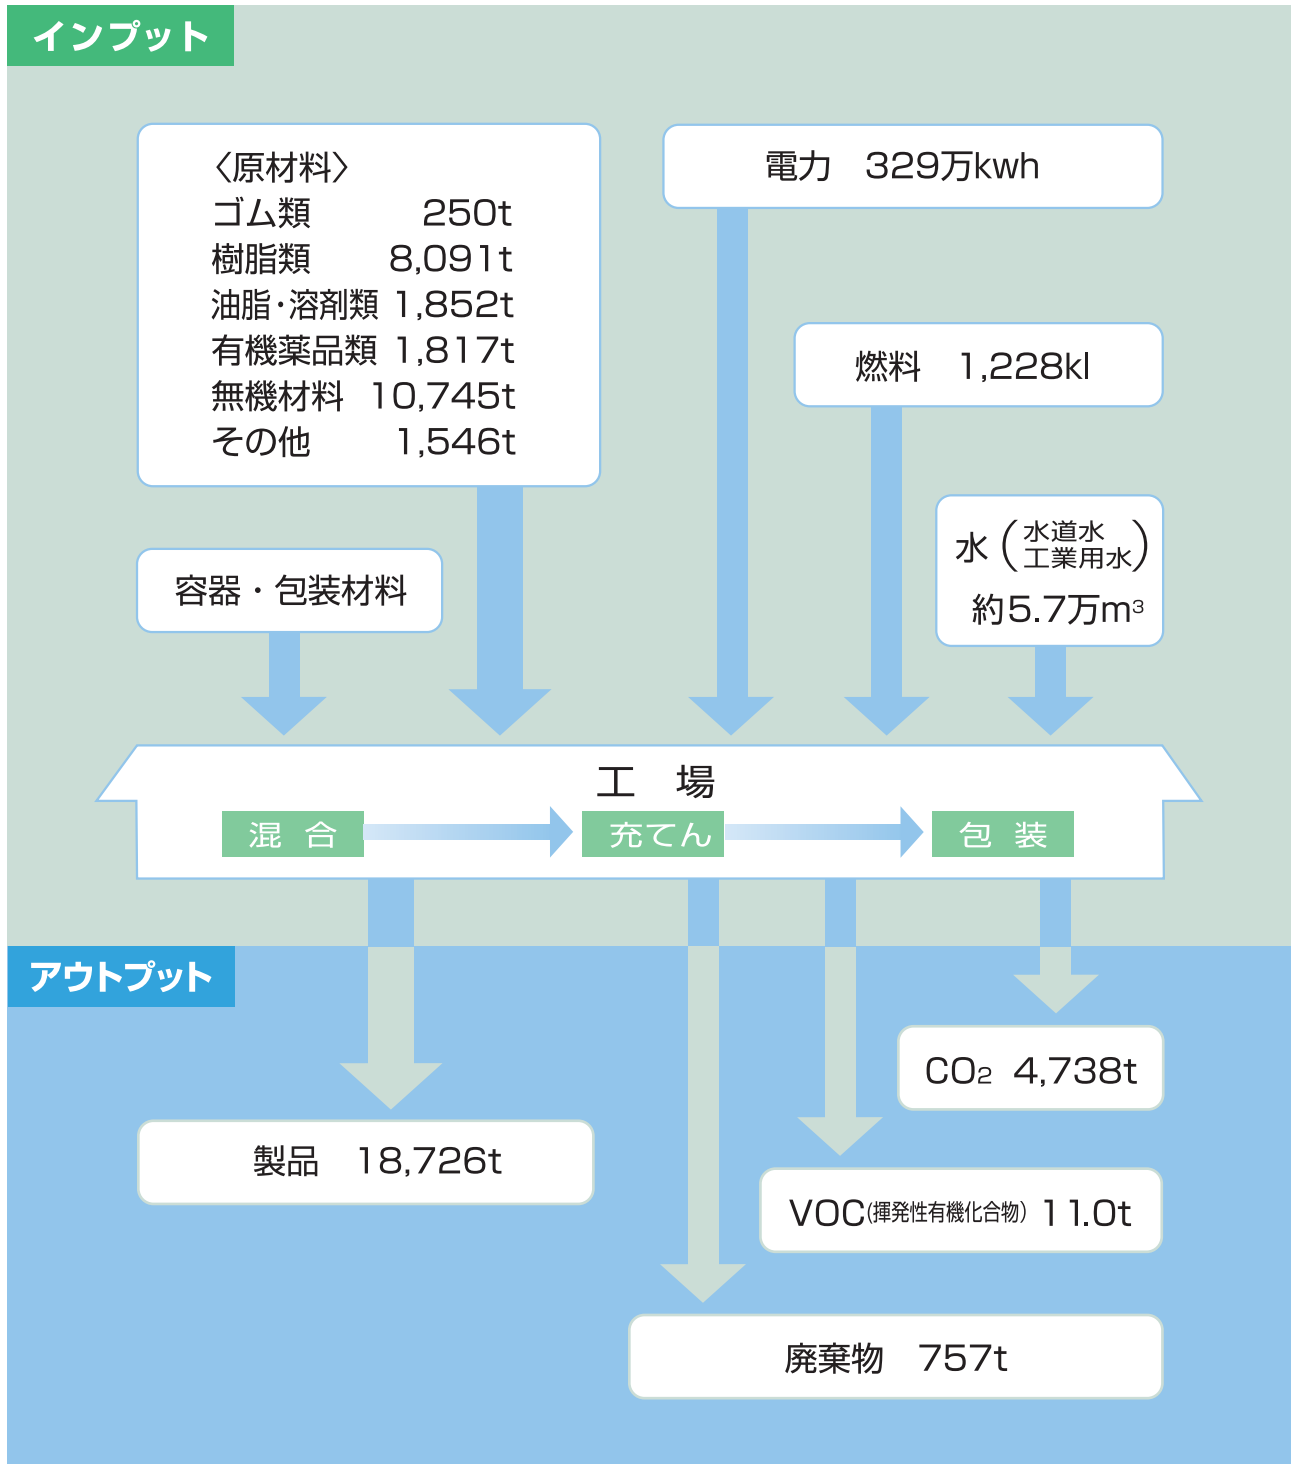 インプット
〈原材料〉
ゴム類 250t
樹脂類 8,091t
油脂・溶剤類 1,852t
有機薬品類 1,817t
無機材料 10,745t
その他 1,546t
電力 329万kwh
燃料 1,228kl
水(水道水
工業用水)
約5.7万m³
容器・包装材料
工 場
混 合
充てん
包 装
アウトプット
CO₂ 4,738t
製品 18,726t
VOC(揮発性有機化合物) 11.0t
廃棄物 757t